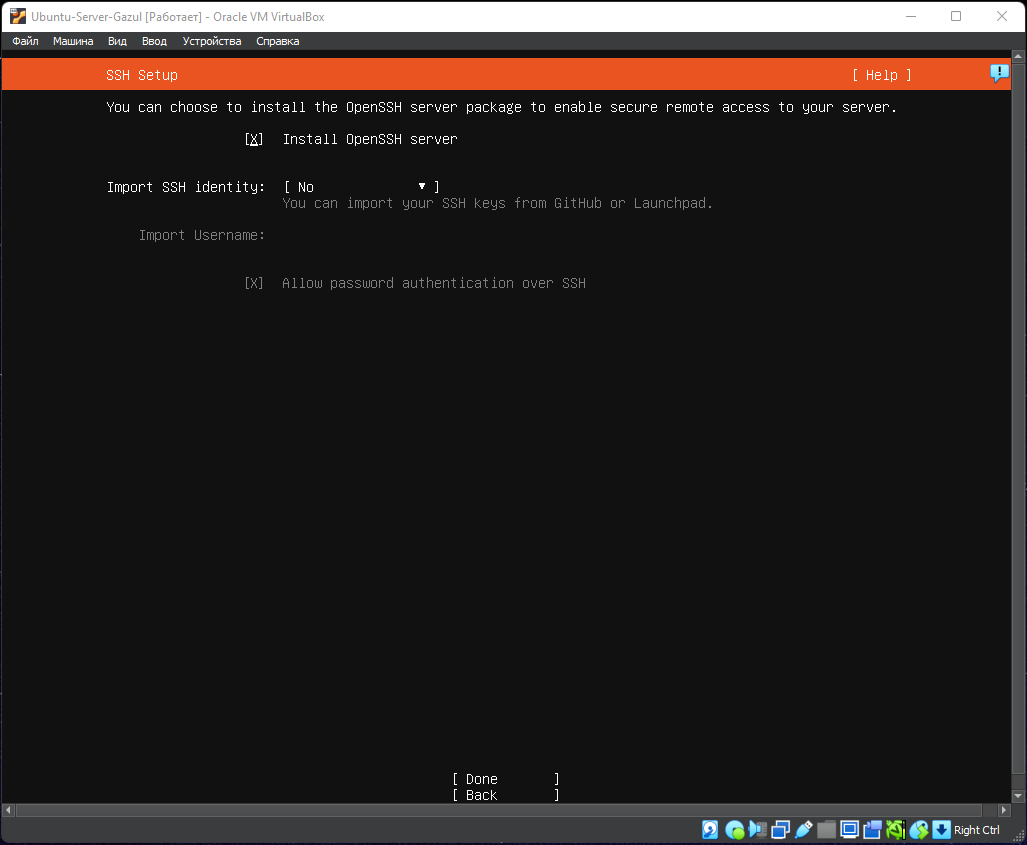 Ubuntu-Server-Gazul [Работает] - Oracle VM VirtualBox
Файл Машина Вид Ввод Устройства Справка
SSH Setup [ Help ]
You can choose to install the OpenSSH server package to enable secure remote access to your server.
[X] Install OpenSSH server
Import SSH identity: [ No ▾ ]
You can import your SSH keys from GitHub or Launchpad.
Import Username:
[X] Allow password authentication over SSH
[ Done ]
[ Back ]
Right Ctrl